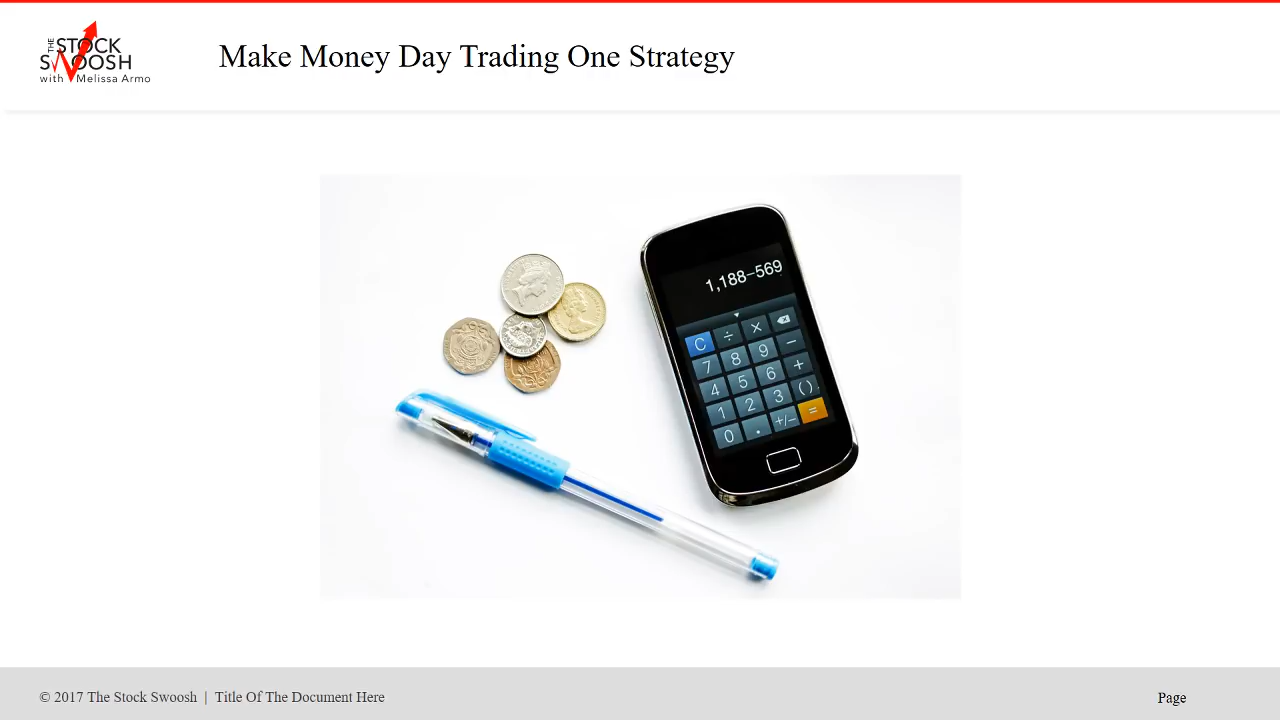 THE STOCK
SWOOSH
with Melissa Armo
Make Money Day Trading One Strategy
1,188–569
C ÷ ×
7 8 9 −
4 5 6 +
1 2 3 ( )
0 . +/− =
© 2017 The Stock Swoosh | Title Of The Document Here
Page